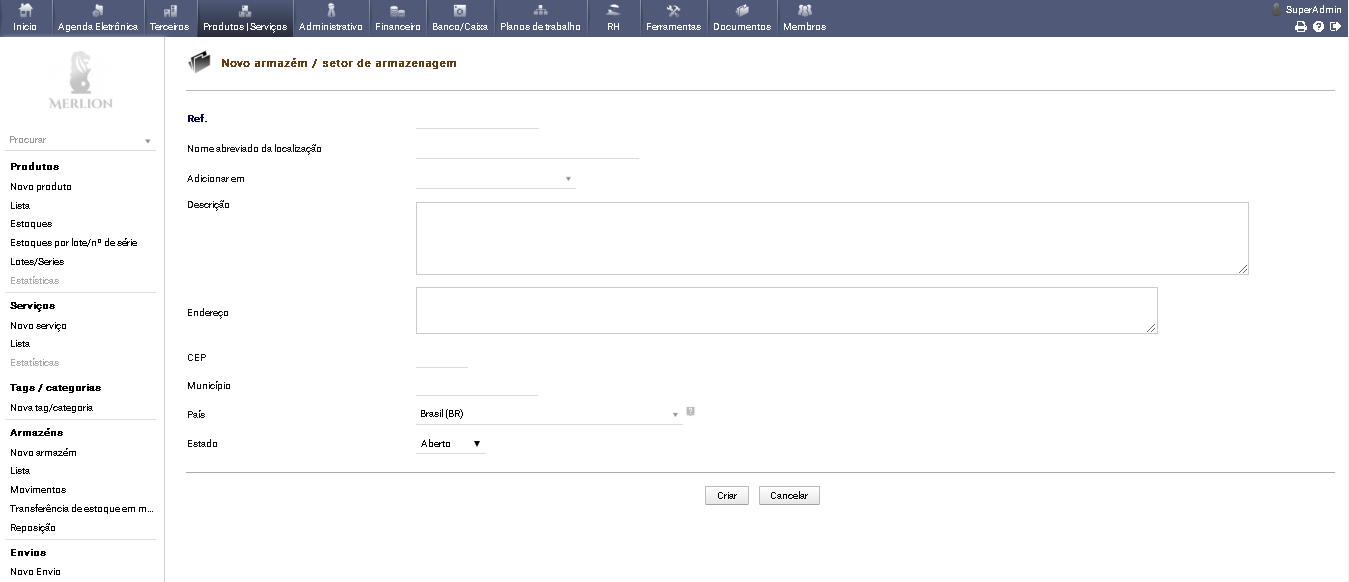 Início Agenda Eletrônica Terceiros Produtos | Serviços Administrativo Financeiro Banco/Caixa Planos de trabalho RH Ferramentas Documentos Membros SuperAdmin
MERLION
Procurar
Produtos
Novo produto
Lista
Estoques
Estoques por lote/nº de série
Lotes/Series
Estatísticas
Serviços
Novo serviço
Lista
Estatísticas
Tags / categorias
Nova tag/categoria
Armazéns
Novo armazém
Lista
Movimentos
Transferência de estoque em m...
Reposição
Envios
Novo Envio
Novo armazém / setor de armazenagem
Ref.
Nome abreviado da localização
Adicionar em
Descrição
Endereço
CEP
Município
País Brasil (BR) ?
Estado Aberto
Criar Cancelar